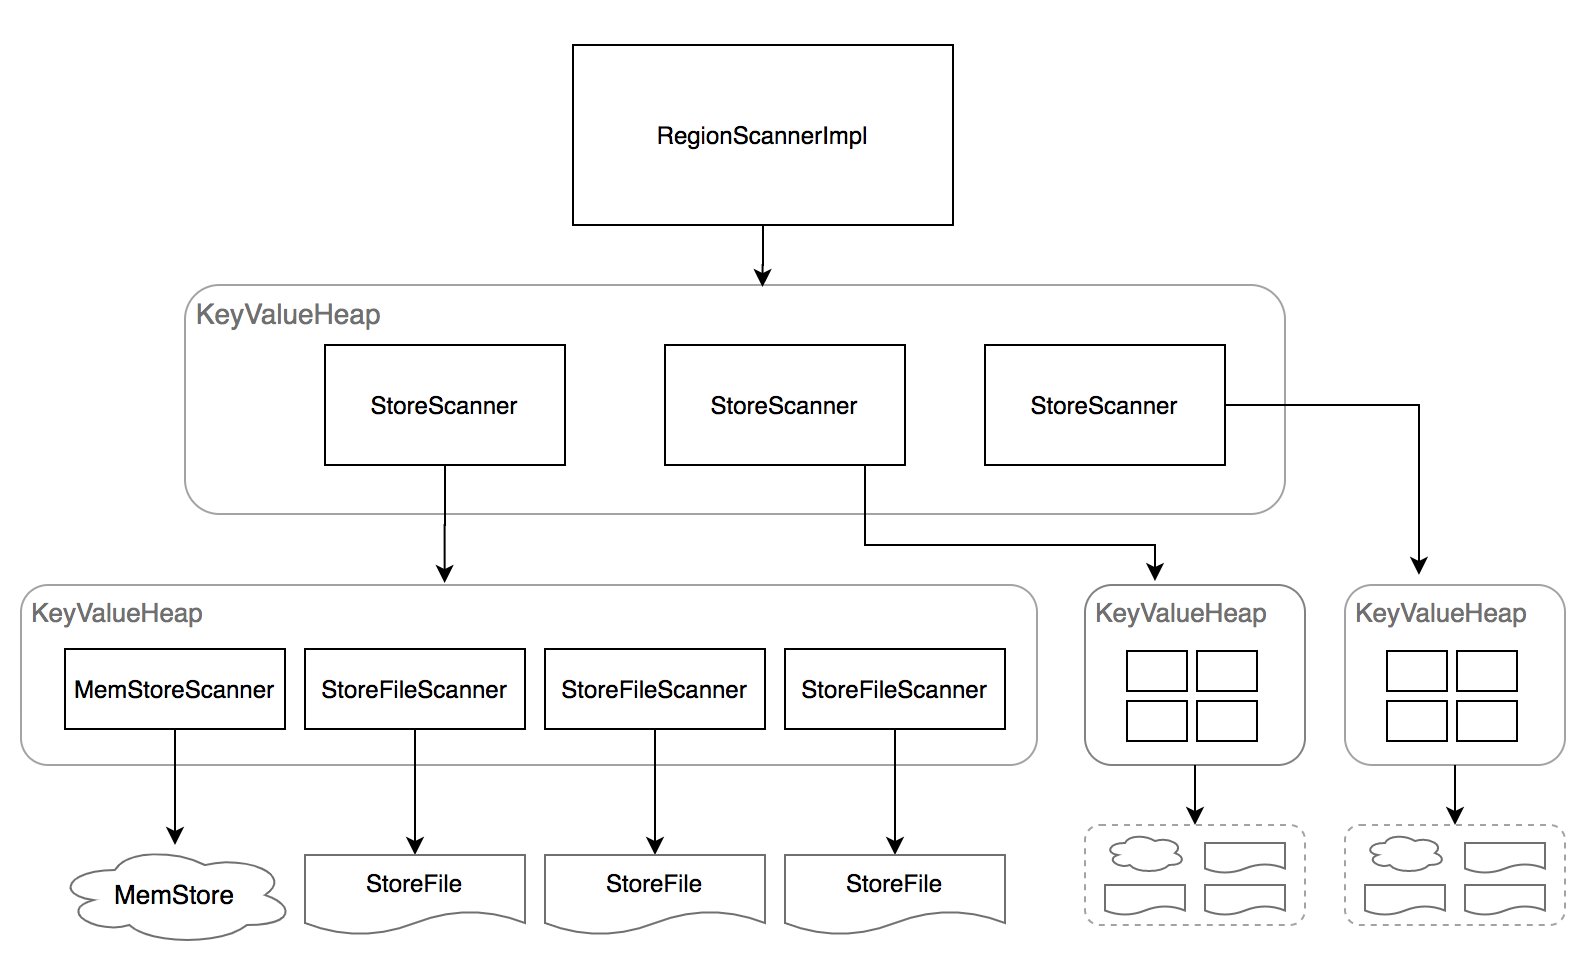 RegionScannerImpl
KeyValueHeap
StoreScanner
StoreScanner
StoreScanner
KeyValueHeap
KeyValueHeap
KeyValueHeap
MemStoreScanner
StoreFileScanner
StoreFileScanner
StoreFileScanner
MemStore
StoreFile
StoreFile
StoreFile